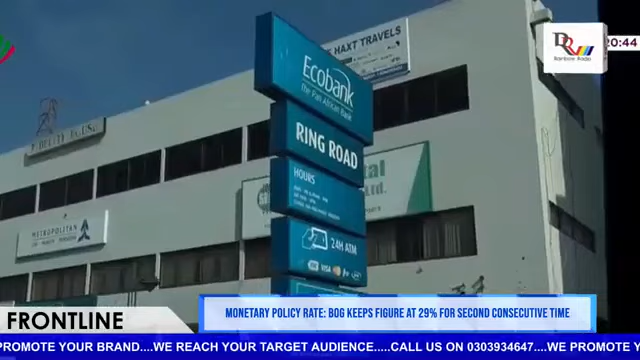 HAXT TRAVELS
DR
Rainbow Radio
20:44
Ecobank
The Pan African Bank
RING ROAD
HOURS
24H ATM
VISA
METROPOLITAN
Ltd.
MONETARY POLICY RATE: BOG KEEPS FIGURE AT 29% FOR SECOND CONSECUTIVE TIME
FRONTLINE
PROMOTE YOUR BRAND....WE REACH YOUR TARGET AUDIENCE.....CALL US ON 0303934647....WE PROMOTE Y